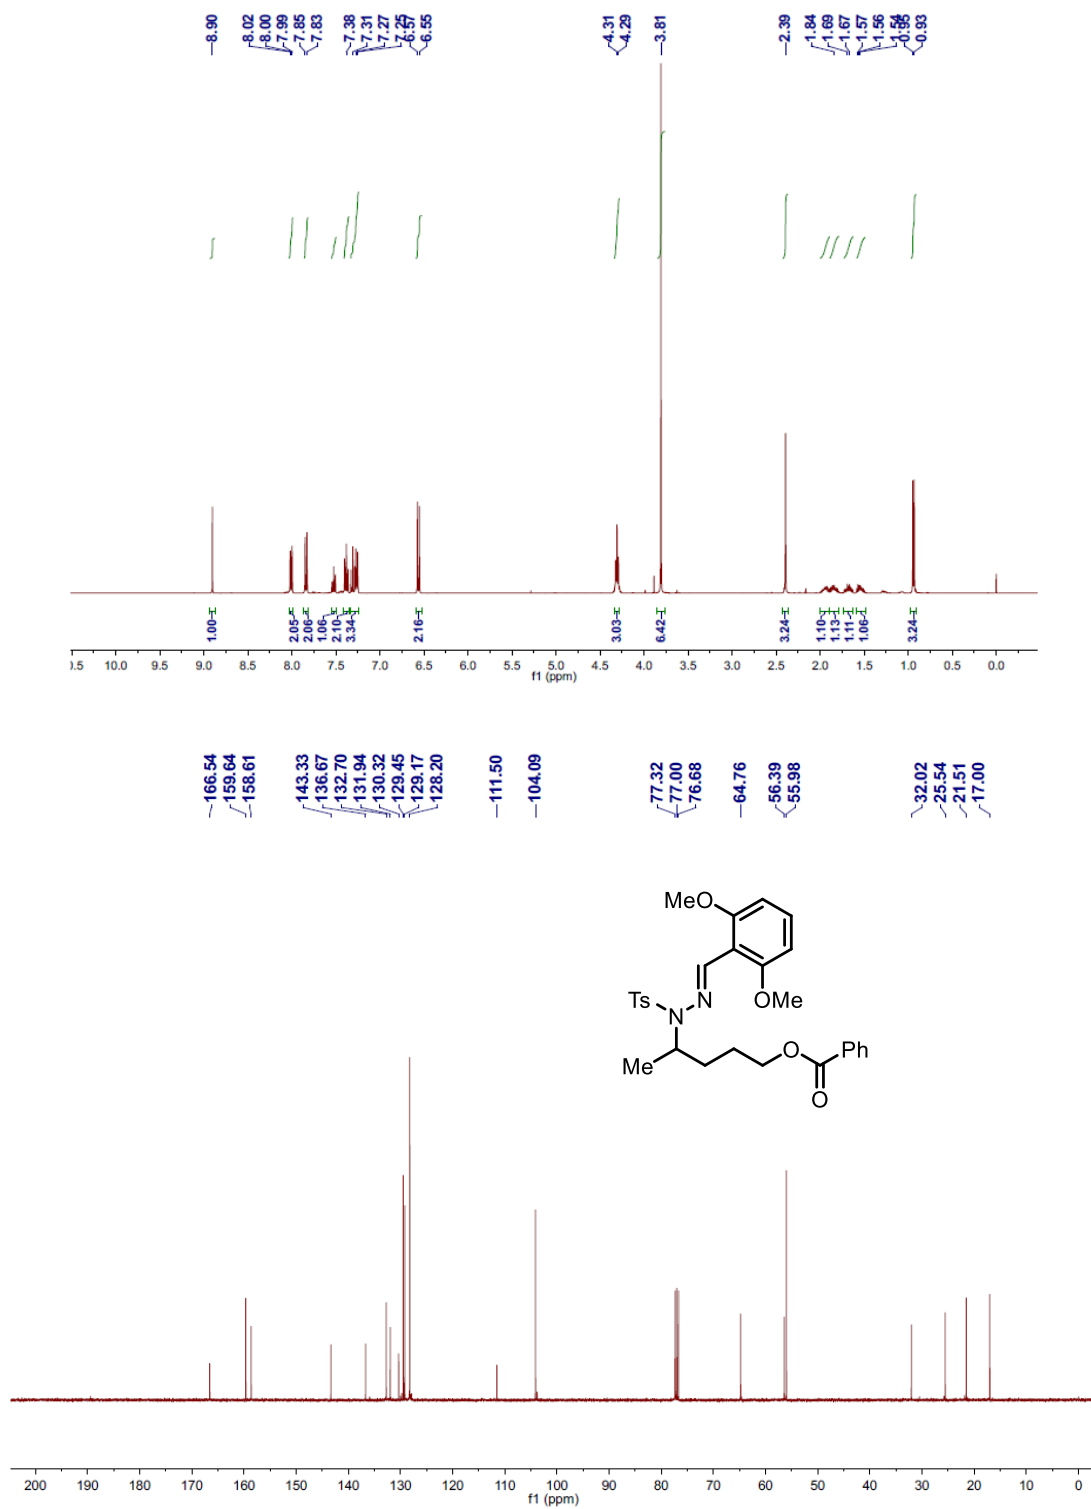 8.90 8.02 8.00 7.99 7.85 7.83 7.38 7.31 7.27 7.25 6.57 6.55 4.31 4.29 3.81 2.39 1.84 1.69 1.67 1.57 1.56 1.54 0.95 0.93
1.00 2.05 2.06 1.06 2.10 3.34 2.16 3.03 6.42 3.24 1.10 1.13 1.11 1.06 3.24
0.5 10.0 9.5 9.0 8.5 8.0 7.5 7.0 6.5 6.0 5.5 5.0 4.5 4.0 3.5 3.0 2.5 2.0 1.5 1.0 0.5 0.0
f1 (ppm)
166.54 159.64 158.61 143.33 136.67 132.70 131.94 130.32 129.45 129.17 128.20 111.50 104.09 77.32 77.00 76.68 64.76 56.39 55.98 32.02 25.54 21.51 17.00
MeO
Ts N OMe
N
O Ph
Me
O
200 190 180 170 160 150 140 130 120 110 100 90 80 70 60 50 40 30 20 10 0
f1 (ppm)